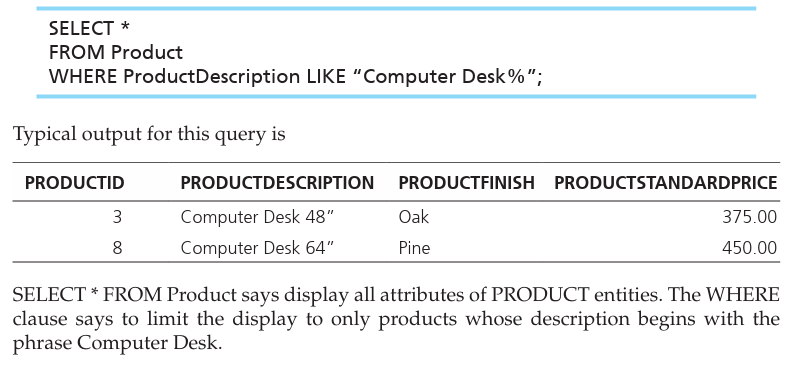 SELECT *
FROM Product
WHERE ProductDescription LIKE “Computer Desk%”;
Typical output for this query is
PRODUCTID PRODUCTDESCRIPTION PRODUCTFINISH PRODUCTSTANDARDPRICE
3 Computer Desk 48” Oak 375.00
8 Computer Desk 64” Pine 450.00
SELECT * FROM Product says display all attributes of PRODUCT entities. The WHERE
clause says to limit the display to only products whose description begins with the
phrase Computer Desk.